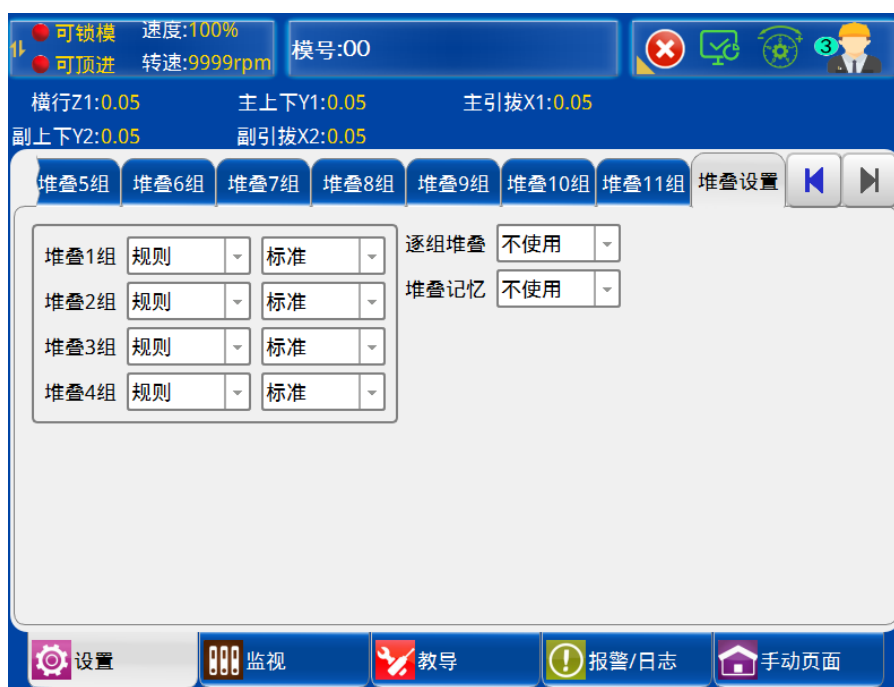 可锁模 速度:100%
模号:00
3
可顶进 转速:9999rpm
横行Z1:0.05 主上下Y1:0.05 主引拔X1:0.05
副上下Y2:0.05 副引拔X2:0.05
堆叠5组 堆叠6组 堆叠7组 堆叠8组 堆叠9组 堆叠10组 堆叠11组 堆叠设置
堆叠1组 规则 标准 逐组堆叠 不使用
堆叠2组 规则 标准 堆叠记忆 不使用
堆叠3组 规则 标准
堆叠4组 规则 标准
设置 监视 教导 报警/日志 手动页面